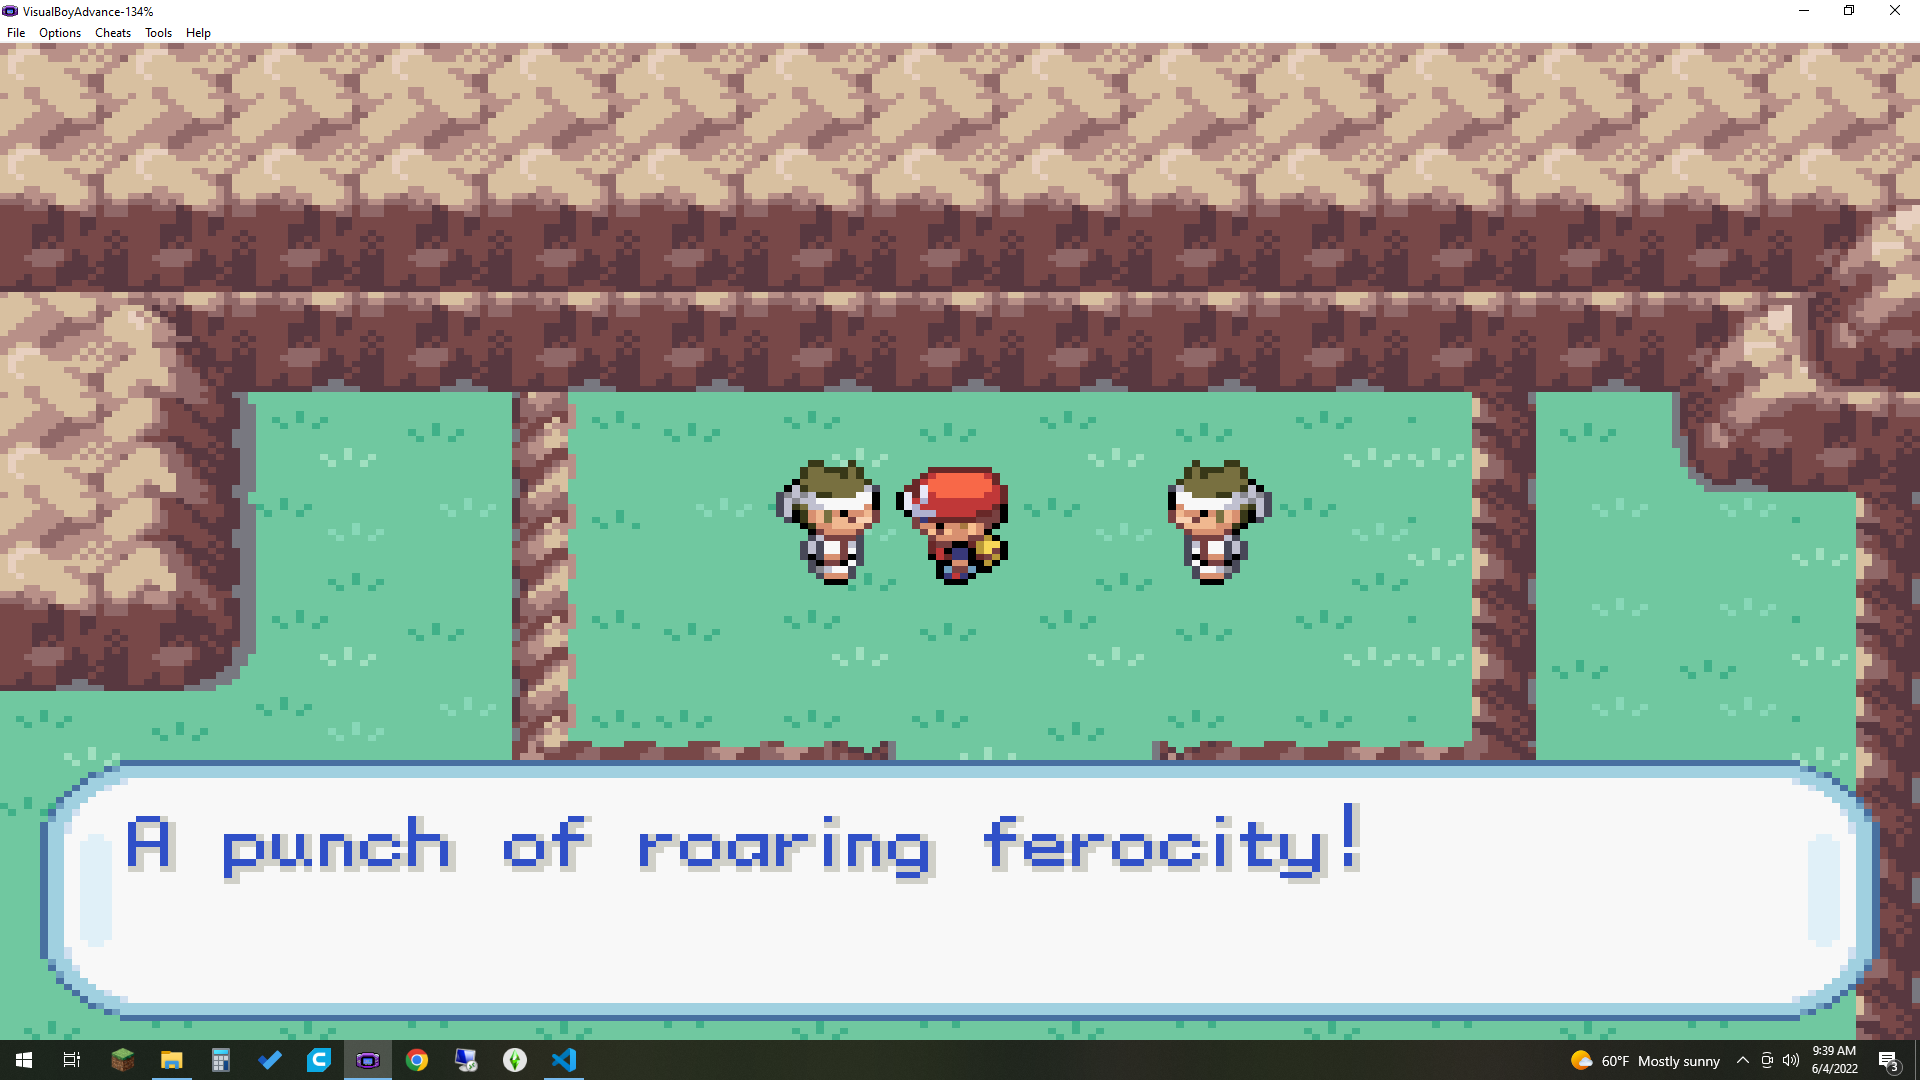 VisualBoyAdvance-134%
File Options Cheats Tools Help
A punch of roaring ferocity!
60°F Mostly sunny
9:39 AM
6/4/2022
3